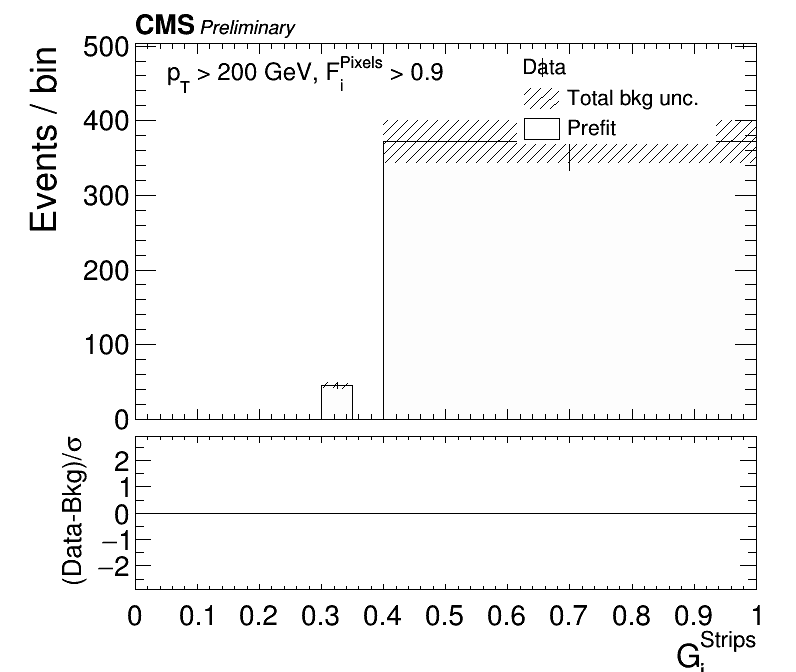 CMS Preliminary
p_T > 200 GeV, F_i^Pixels > 0.9
Data
Total bkg unc.
Prefit
Events / bin
500
400
300
200
100
0
(Data-Bkg)/σ
2
1
0
−1
−2
0 0.1 0.2 0.3 0.4 0.5 0.6 0.7 0.8 0.9 1
G_i^Strips